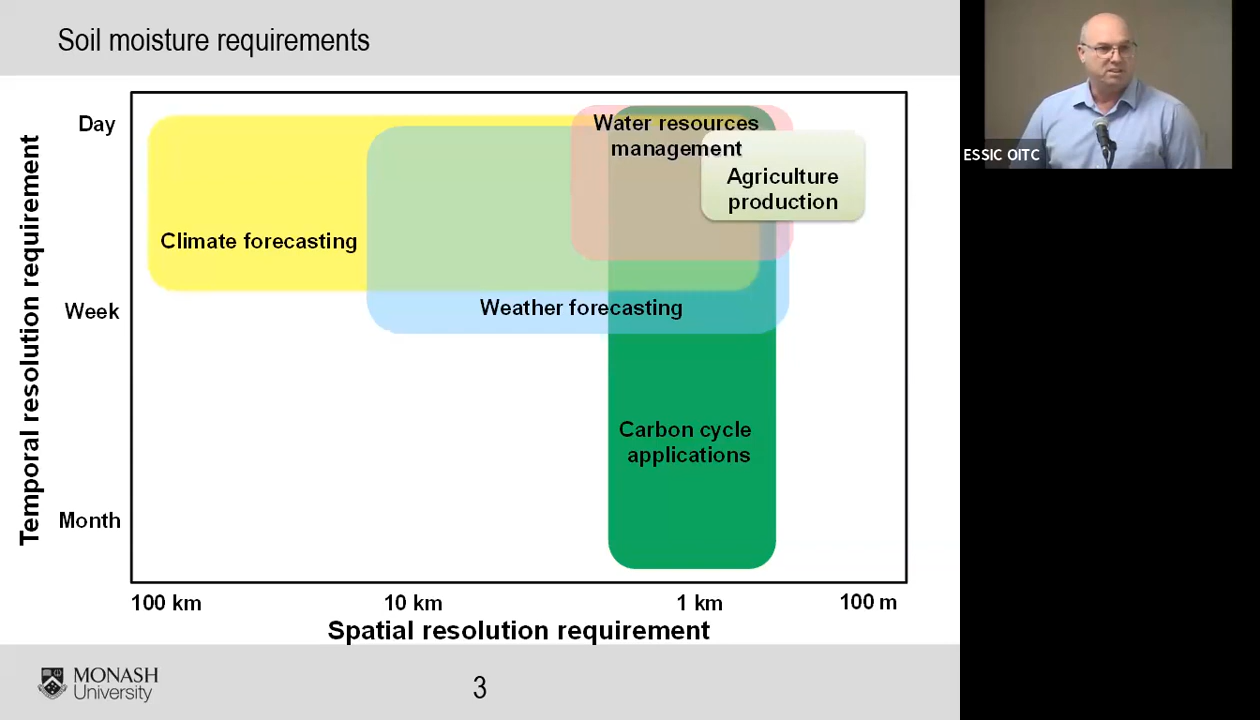 Soil moisture requirements
Temporal resolution requirement
Day
Week
Month
Water resources
management
Agriculture
production
Climate forecasting
Weather forecasting
Carbon cycle
applications
100 km
10 km
1 km
100 m
Spatial resolution requirement
MONASH
University
3
ESSIC OITC